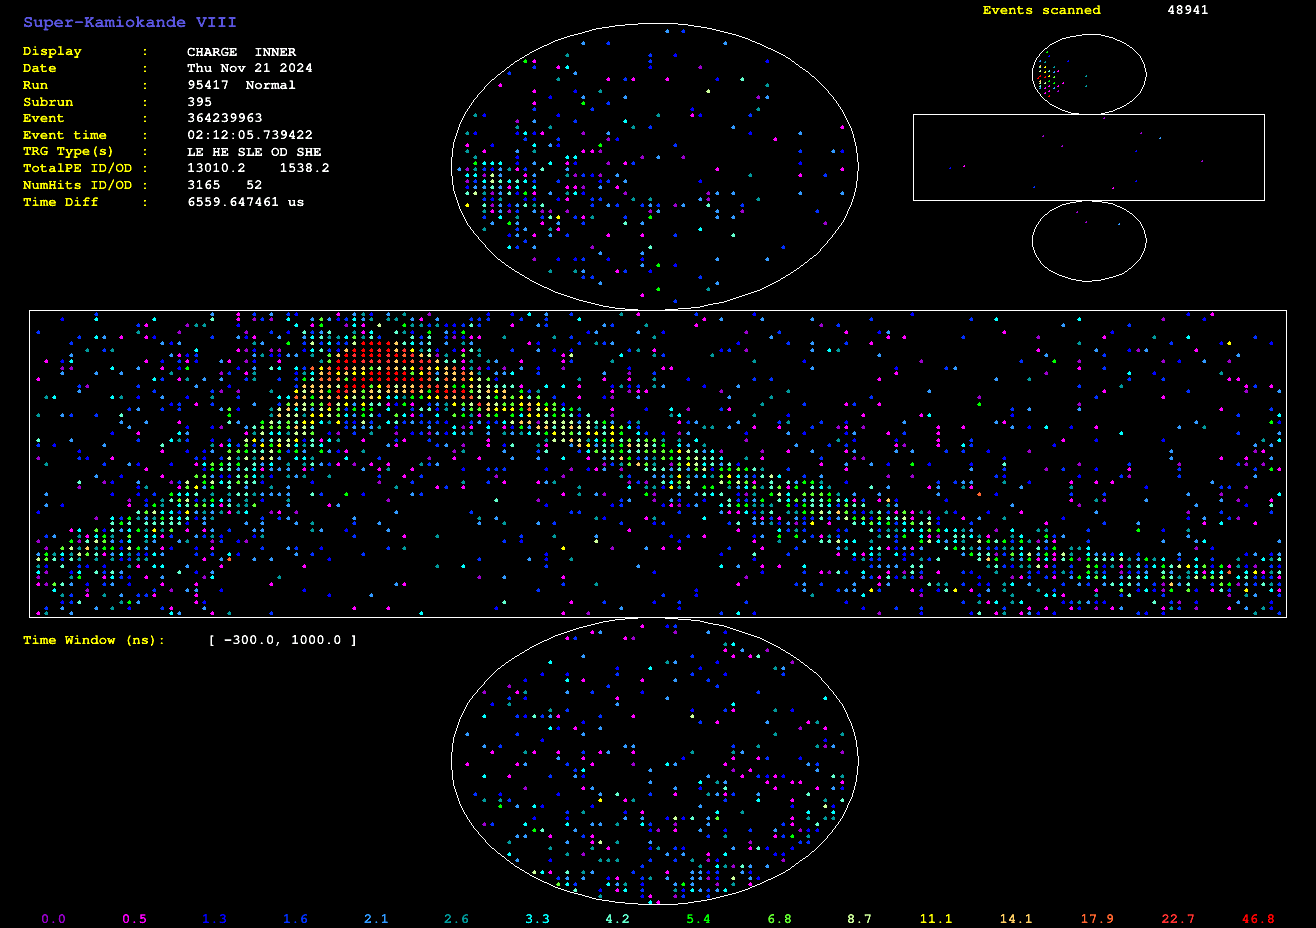 Super-Kamiokande VIII
Events scanned 48941
Display : CHARGE INNER
Date : Thu Nov 21 2024
Run : 95417 Normal
Subrun : 395
Event : 364239963
Event time : 02:12:05.739422
TRG Type(s) : LE HE SLE OD SHE
TotalPE ID/OD : 13010.2 1538.2
NumHits ID/OD : 3165 52
Time Diff : 6559.647461 us
Time Window (ns): [ -300.0, 1000.0 ]
0.0 0.5 1.3 1.6 2.1 2.6 3.3 4.2 5.4 6.8 8.7 11.1 14.1 17.9 22.7 46.8